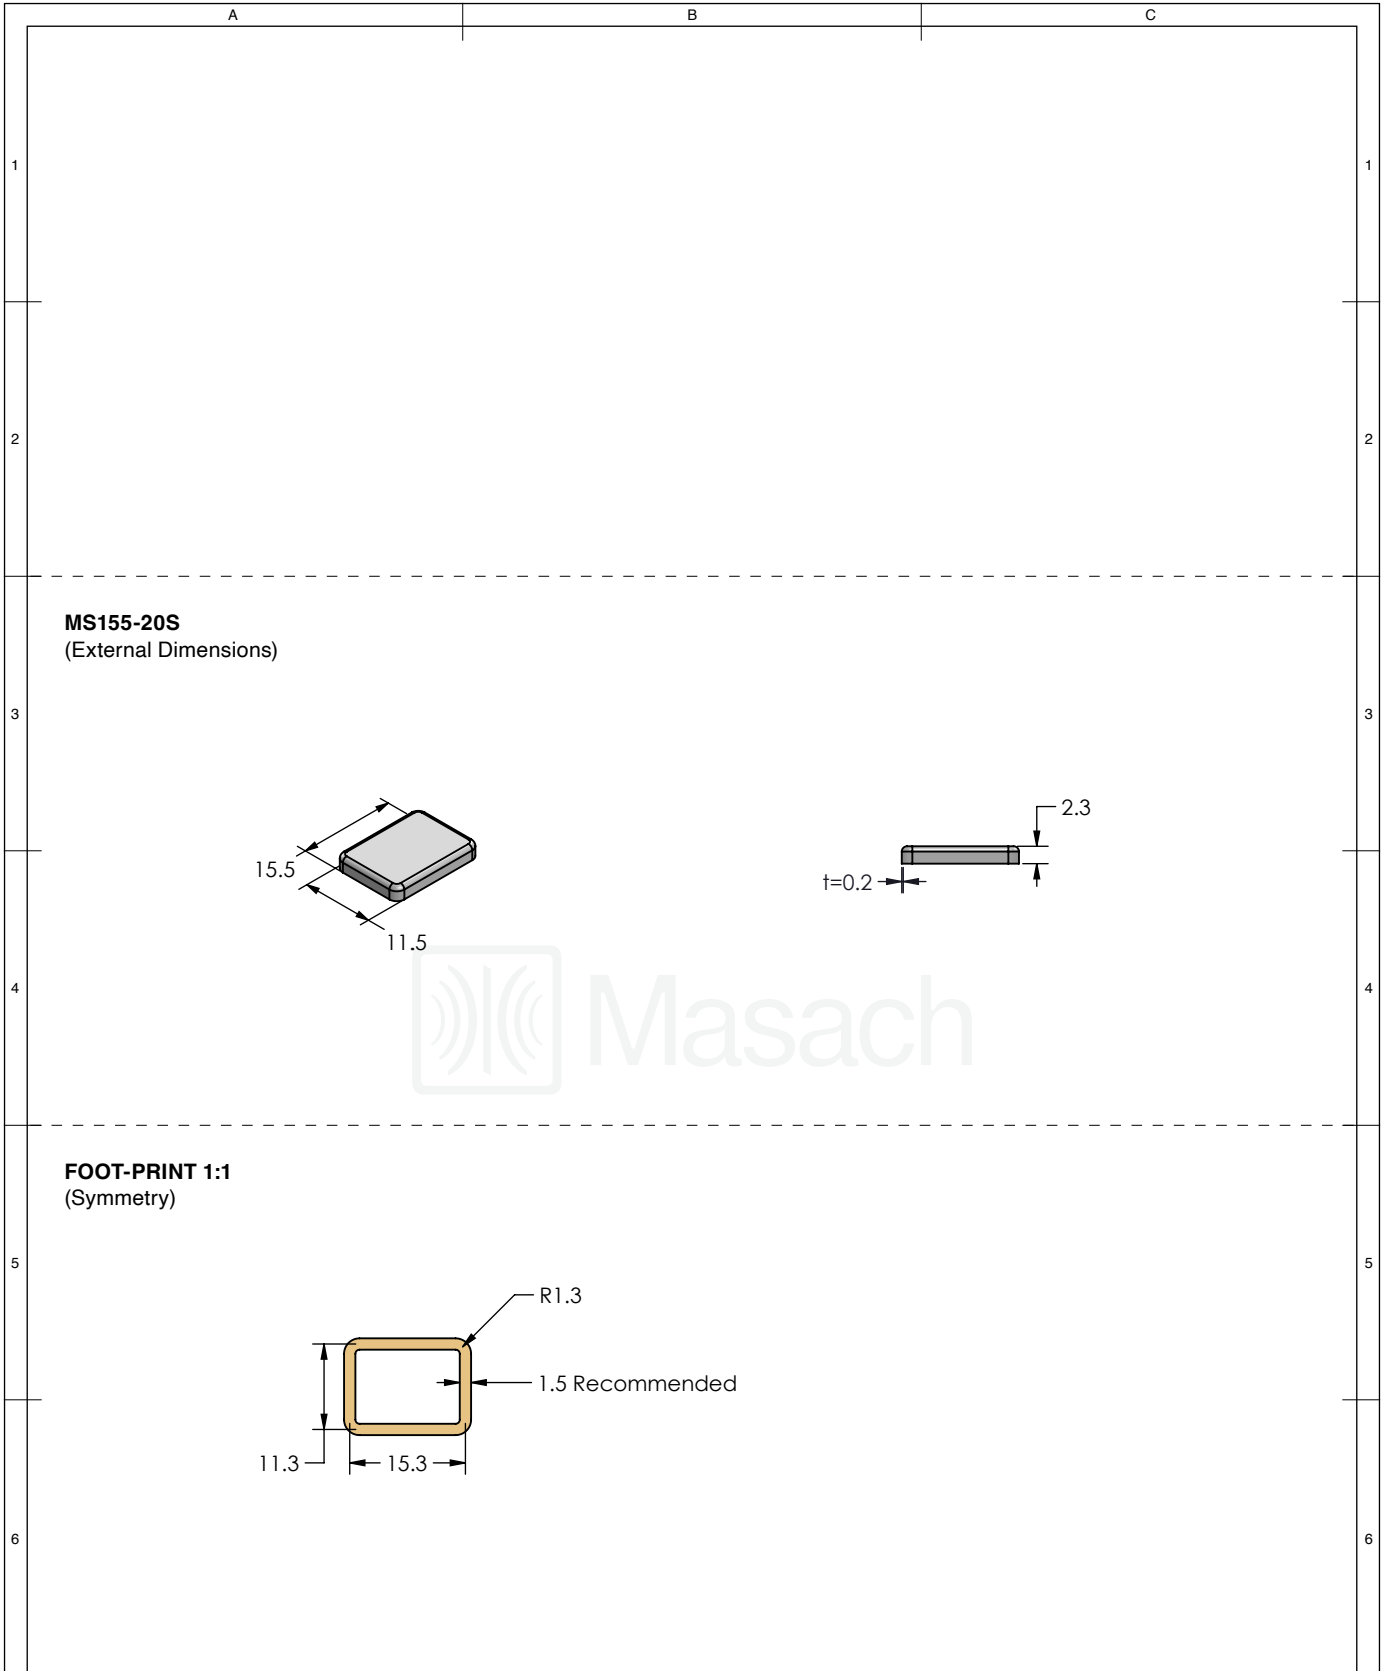 A B C
1 1
2 2
MS155-20S
(External Dimensions)
3 3
2.3
15.5
t=0.2
11.5
4 4
Masach
FOOT-PRINT 1:1
(Symmetry)
5 5
R1.3
1.5 Recommended
11.3 15.3
6 6